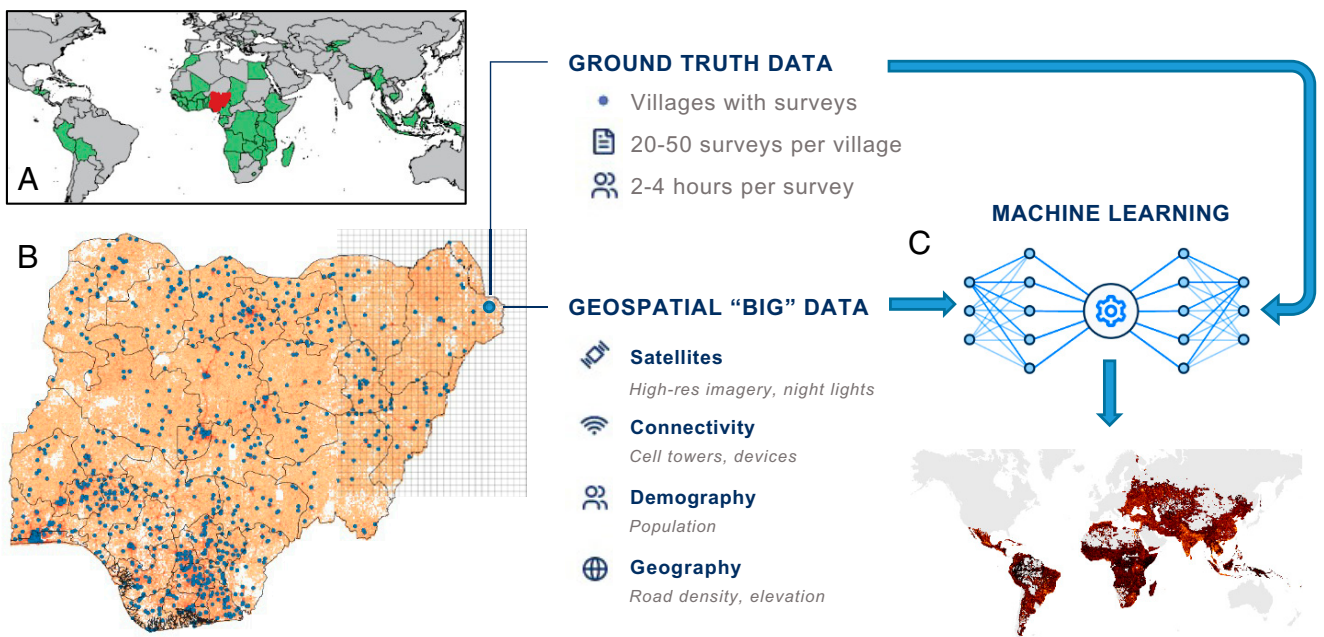 A
GROUND TRUTH DATA
Villages with surveys
20-50 surveys per village
2-4 hours per survey
B
GEOSPATIAL “BIG” DATA
Satellites
High-res imagery, night lights
Connectivity
Cell towers, devices
Demography
Population
Geography
Road density, elevation
MACHINE LEARNING
C